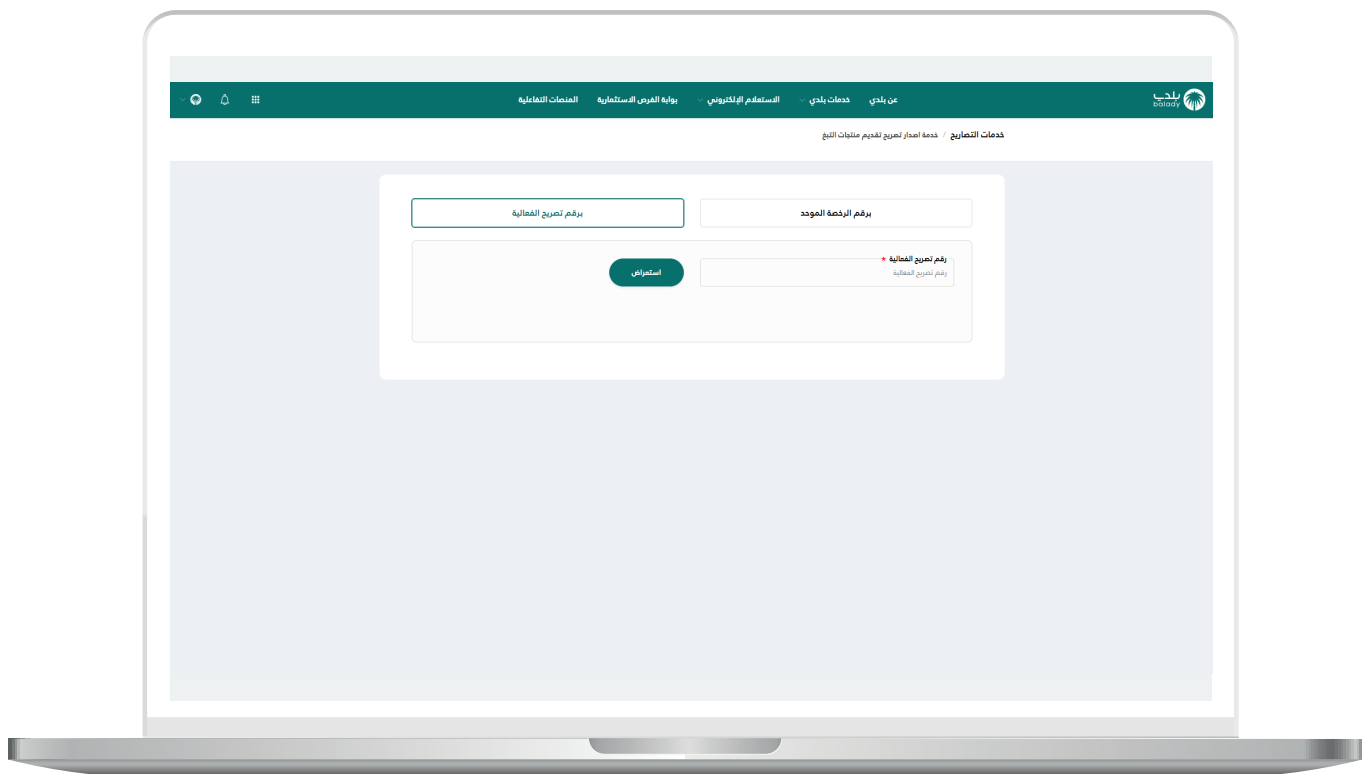 بلدي
balady
عن بلدي خدمات بلدي الاستعلام الإلكتروني بوابة الفرص الاستثمارية المنصات التفاعلية
خدمات التصاريح / خدمة اصدار تصريح تقديم منتجات التبغ
برقم الرخصة الموحد برقم تصريح الفعالية
رقم تصريح الفعالية *
رقم تصريح الفعالية
استعراض